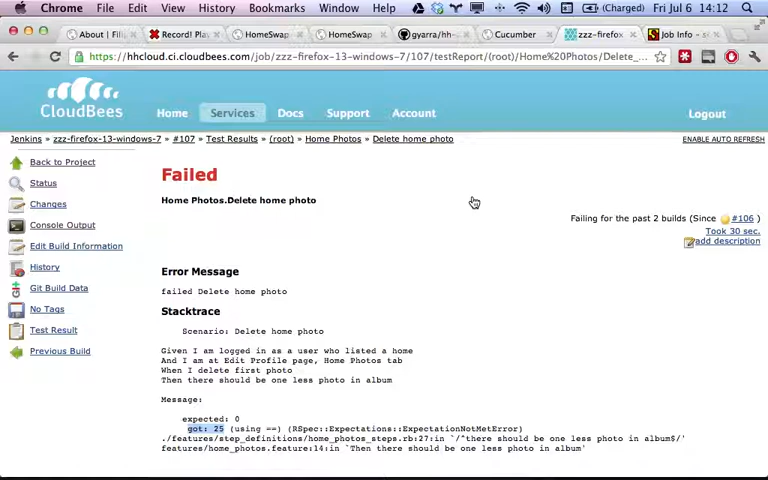 Chrome File Edit View History Bookmarks Window Help (Charged) Fri Jul 6 14:12
About | Fili Record! Play HomeSwap HomeSwap gyarra/hh- Cucumber zzz-firefox Job Info - s
https://hhcloud.ci.cloudbees.com/job/zzz-firefox-13-windows-7/107/testReport/(root)/Home%20Photos/Delete_...
CloudBees Home Services Docs Support Account Logout
Jenkins » zzz-firefox-13-windows-7 » #107 » Test Results » (root) » Home Photos » Delete home photo ENABLE AUTO REFRESH
Back to Project
Status
Changes
Console Output
Edit Build Information
History
Git Build Data
No Tags
Test Result
Previous Build
Failed
Home Photos.Delete home photo
Failing for the past 2 builds (Since #106 )
Took 30 sec.
add description
Error Message
failed Delete home photo
Stacktrace
Scenario: Delete home photo
Given I am logged in as a user who listed a home
And I am at Edit Profile page, Home Photos tab
When I delete first photo
Then there should be one less photo in album
Message:
expected: 0
got: 25 (using ==) (RSpec::Expectations::ExpectationNotMetError)
./features/step_definitions/home_photos_steps.rb:27:in `/^there should be one less photo in album$/'
features/home_photos.feature:14:in `Then there should be one less photo in album'